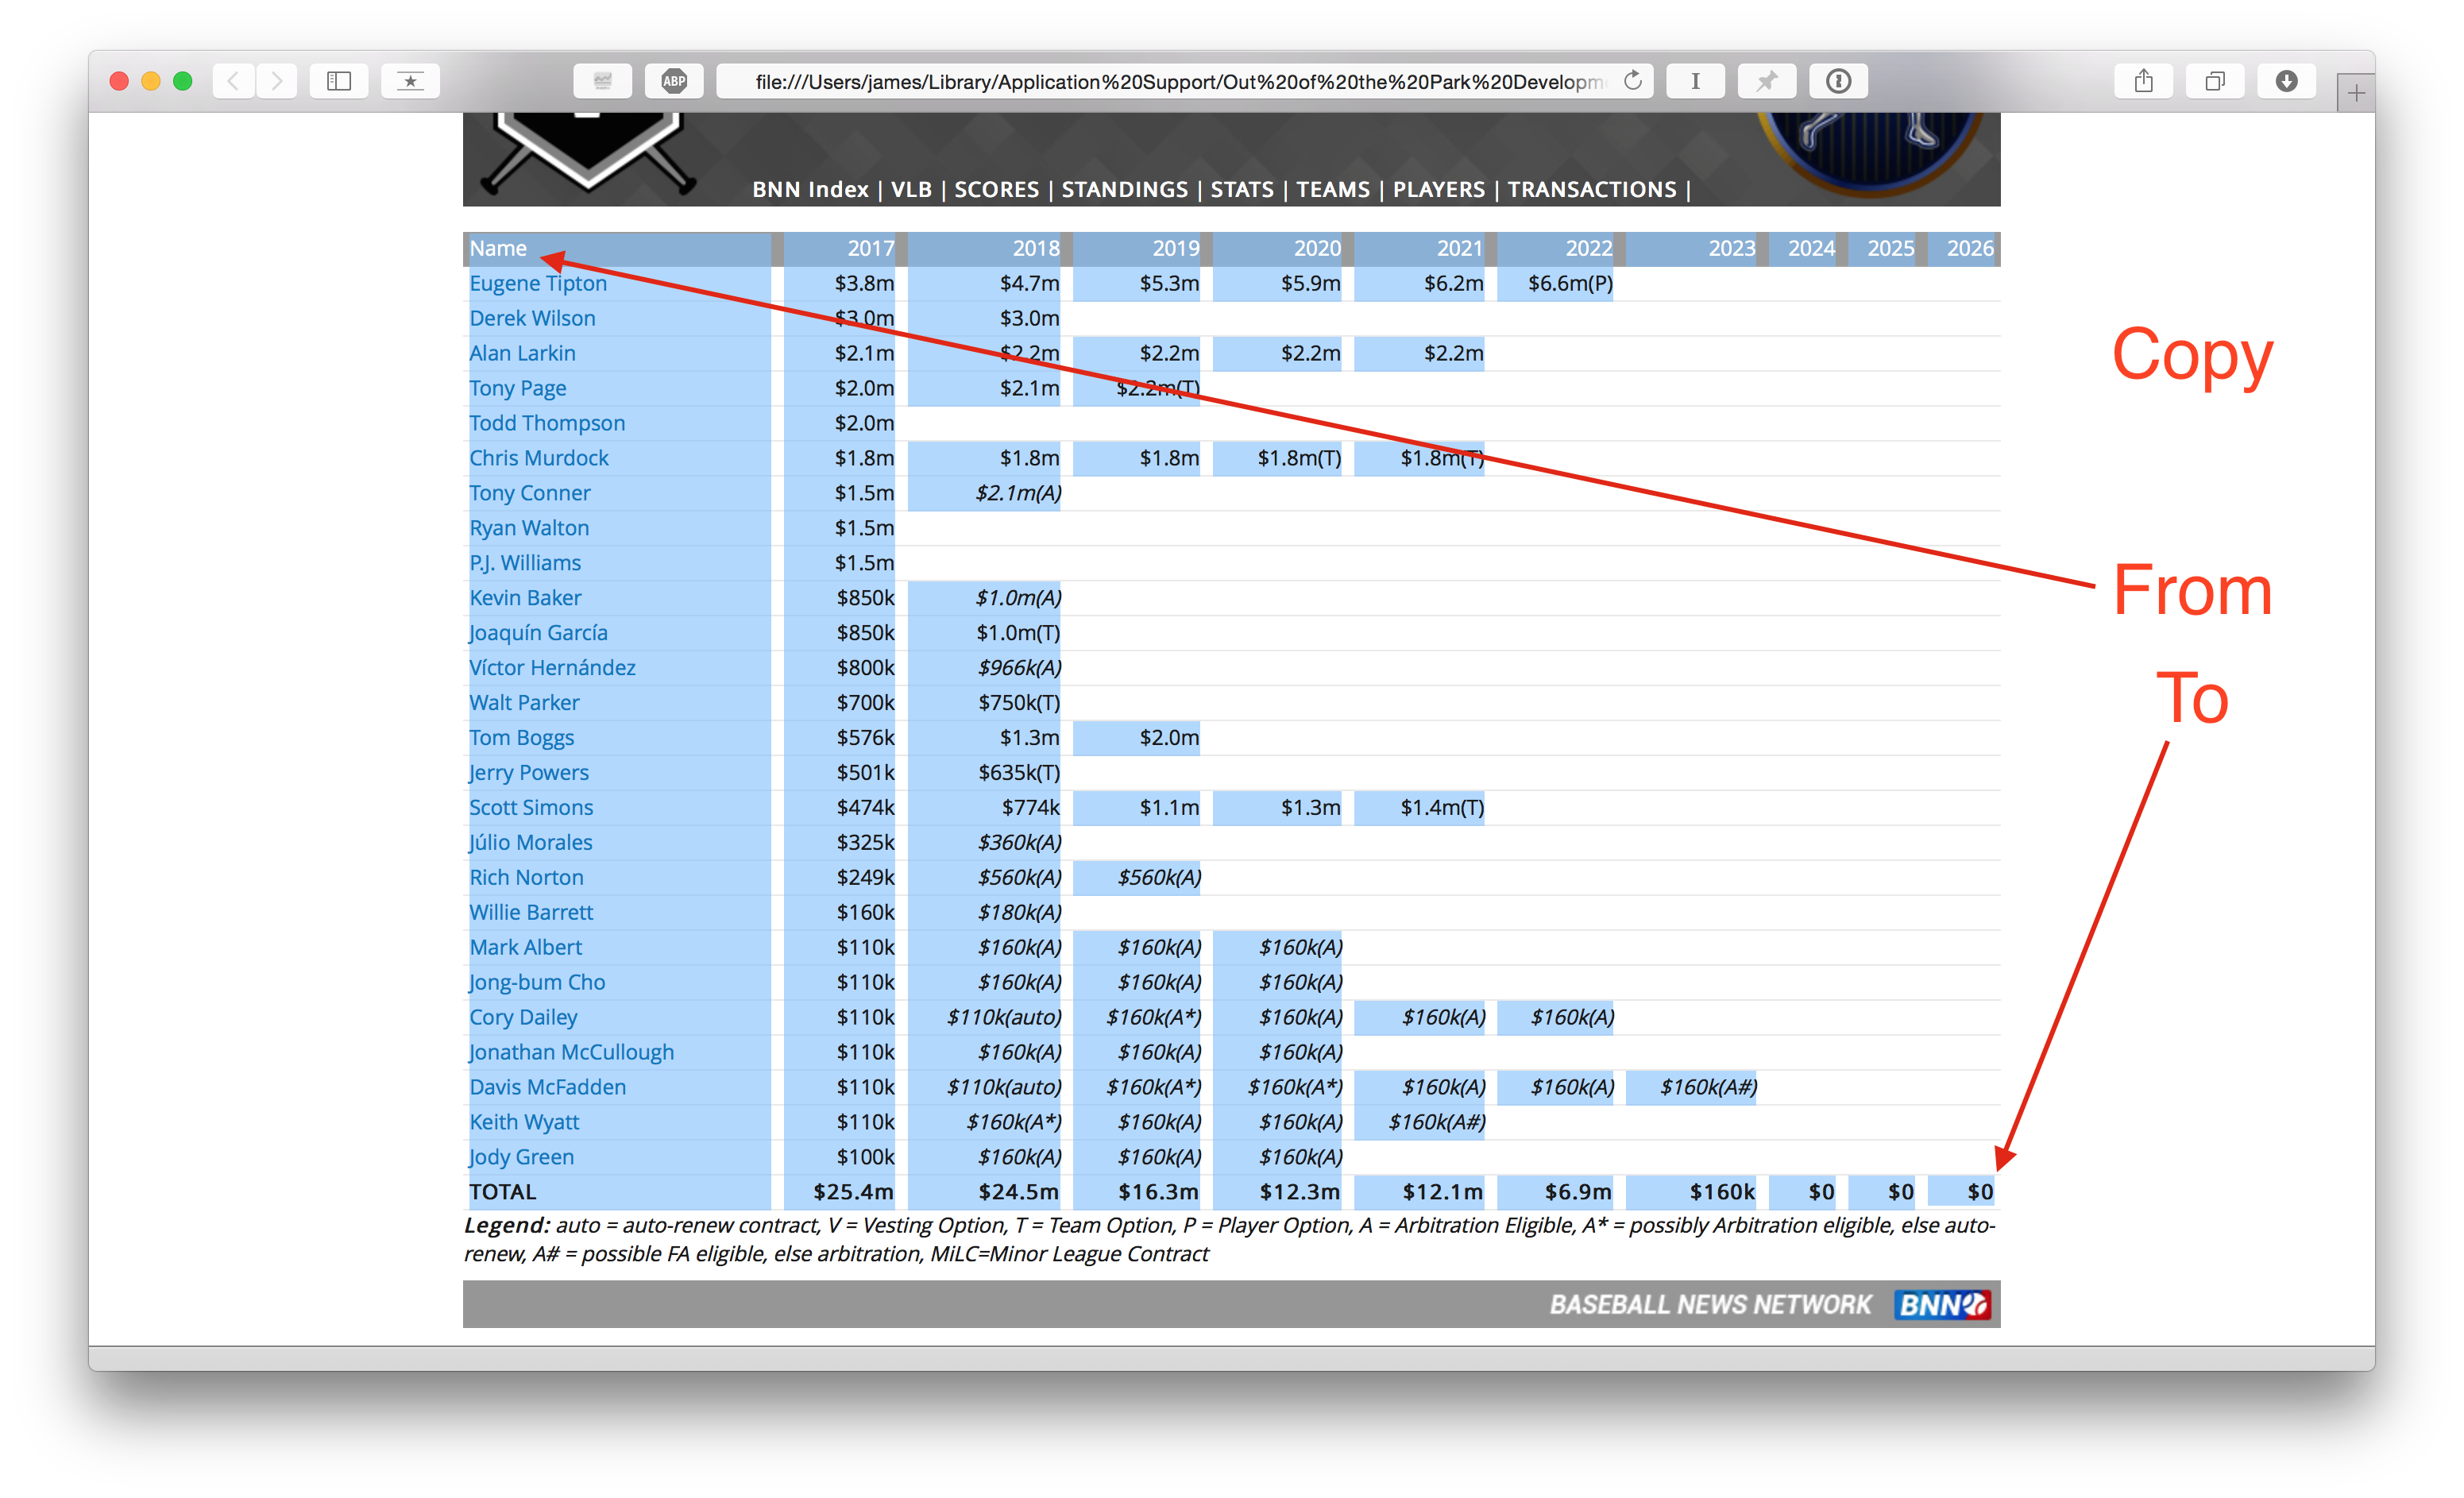 ABP file:///Users/james/Library/Application%20Support/Out%20of%20the%20Park%20Developm
BNN Index | VLB | SCORES | STANDINGS | STATS | TEAMS | PLAYERS | TRANSACTIONS |
Name 2017 2018 2019 2020 2021 2022 2023 2024 2025 2026
Eugene Tipton $3.8m $4.7m $5.3m $5.9m $6.2m $6.6m(P)
Derek Wilson $3.0m $3.0m
Alan Larkin $2.1m $2.2m $2.2m $2.2m $2.2m
Copy
Tony Page $2.0m $2.1m $2.2m(T)
Todd Thompson $2.0m
Chris Murdock $1.8m $1.8m $1.8m $1.8m(T) $1.8m(T)
Tony Conner $1.5m $2.1m(A)
Ryan Walton $1.5m
P.J. Williams $1.5m
Kevin Baker $850k $1.0m(A)
From
Joaquín García $850k $1.0m(T)
Víctor Hernández $800k $966k(A)
Walt Parker $700k $750k(T)
To
Tom Boggs $576k $1.3m $2.0m
Jerry Powers $501k $635k(T)
Scott Simons $474k $774k $1.1m $1.3m $1.4m(T)
Júlio Morales $325k $360k(A)
Rich Norton $249k $560k(A) $560k(A)
Willie Barrett $160k $180k(A)
Mark Albert $110k $160k(A) $160k(A) $160k(A)
Jong-bum Cho $110k $160k(A) $160k(A) $160k(A)
Cory Dailey $110k $110k(auto) $160k(A*) $160k(A) $160k(A) $160k(A)
Jonathan McCullough $110k $160k(A) $160k(A) $160k(A)
Davis McFadden $110k $110k(auto) $160k(A*) $160k(A*) $160k(A) $160k(A) $160k(A#)
Keith Wyatt $110k $160k(A*) $160k(A) $160k(A) $160k(A#)
Jody Green $100k $160k(A) $160k(A) $160k(A)
TOTAL $25.4m $24.5m $16.3m $12.3m $12.1m $6.9m $160k $0 $0 $0
Legend: auto = auto-renew contract, V = Vesting Option, T = Team Option, P = Player Option, A = Arbitration Eligible, A* = possibly Arbitration eligible, else auto-
renew, A# = possible FA eligible, else arbitration, MiLC=Minor League Contract
BASEBALL NEWS NETWORK BNN